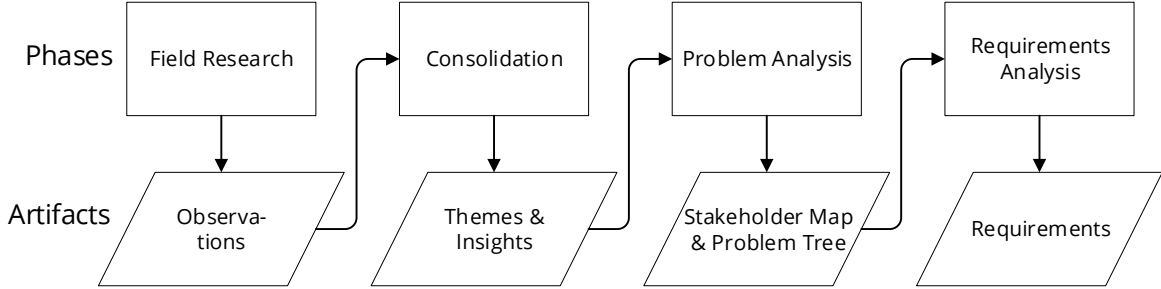 Phases
Field Research
Consolidation
Problem Analysis
Requirements
Analysis
Artifacts
Observa-
tions
Themes &
Insights
Stakeholder Map
& Problem Tree
Requirements